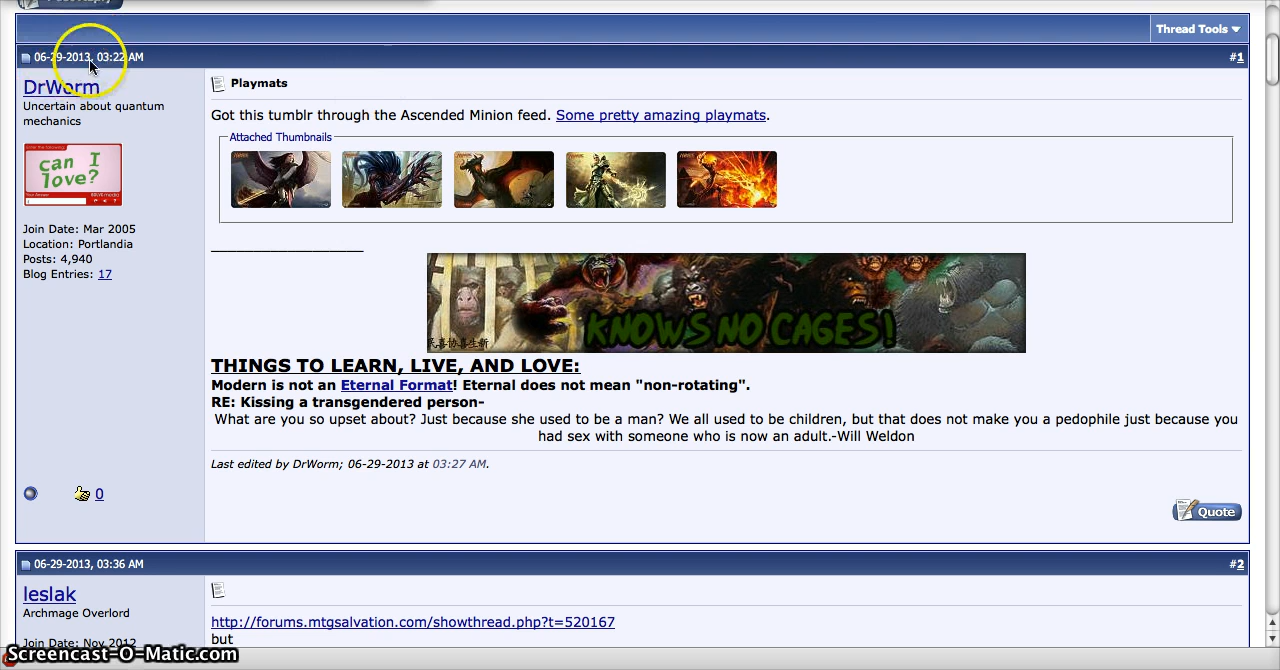 Thread Tools
06-29-2013, 03:22 AM
#1
DrWorm
Uncertain about quantum
mechanics
can I
love?
Join Date: Mar 2005
Location: Portlandia
Posts: 4,940
Blog Entries: 17
0
Playmats
Got this tumblr through the Ascended Minion feed. Some pretty amazing playmats.
Attached Thumbnails
KNOWS NO CAGES!
THINGS TO LEARN, LIVE, AND LOVE:
Modern is not an Eternal Format! Eternal does not mean "non-rotating".
RE: Kissing a transgendered person-
What are you so upset about? Just because she used to be a man? We all used to be children, but that does not make you a pedophile just because you
had sex with someone who is now an adult.-Will Weldon
Last edited by DrWorm; 06-29-2013 at 03:27 AM.
Quote
06-29-2013, 03:36 AM
#2
leslak
Archmage Overlord
Join Date: Nov 2012
http://forums.mtgsalvation.com/showthread.php?t=520167
but
Screencast-O-Matic.com